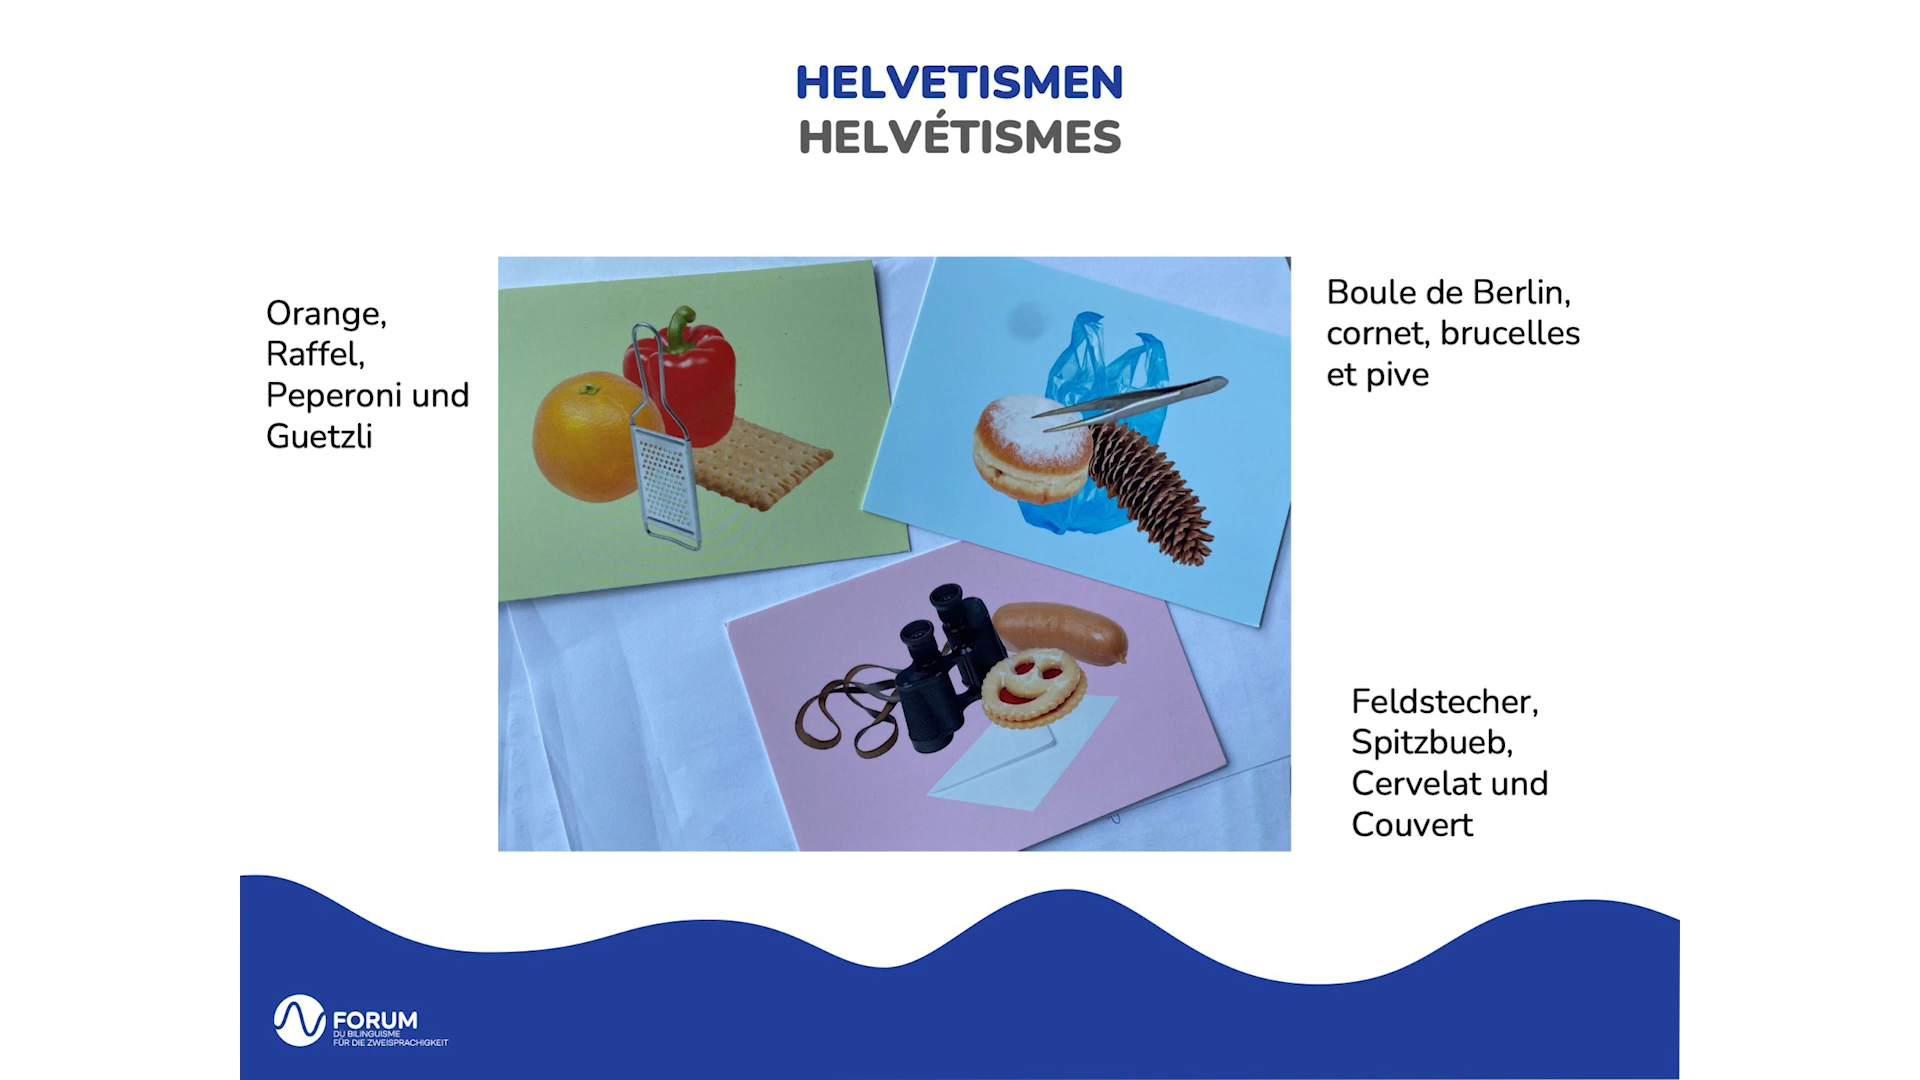 HELVETISMEN
HELVÉTISMES
Orange,
Raffel,
Peperoni und
Guetzli
Boule de Berlin,
cornet, brucelles
et pive
Feldstecher,
Spitzbueb,
Cervelat und
Couvert
FORUM
DU BILINGUISME
FÜR DIE ZWEISPRACHIGKEIT